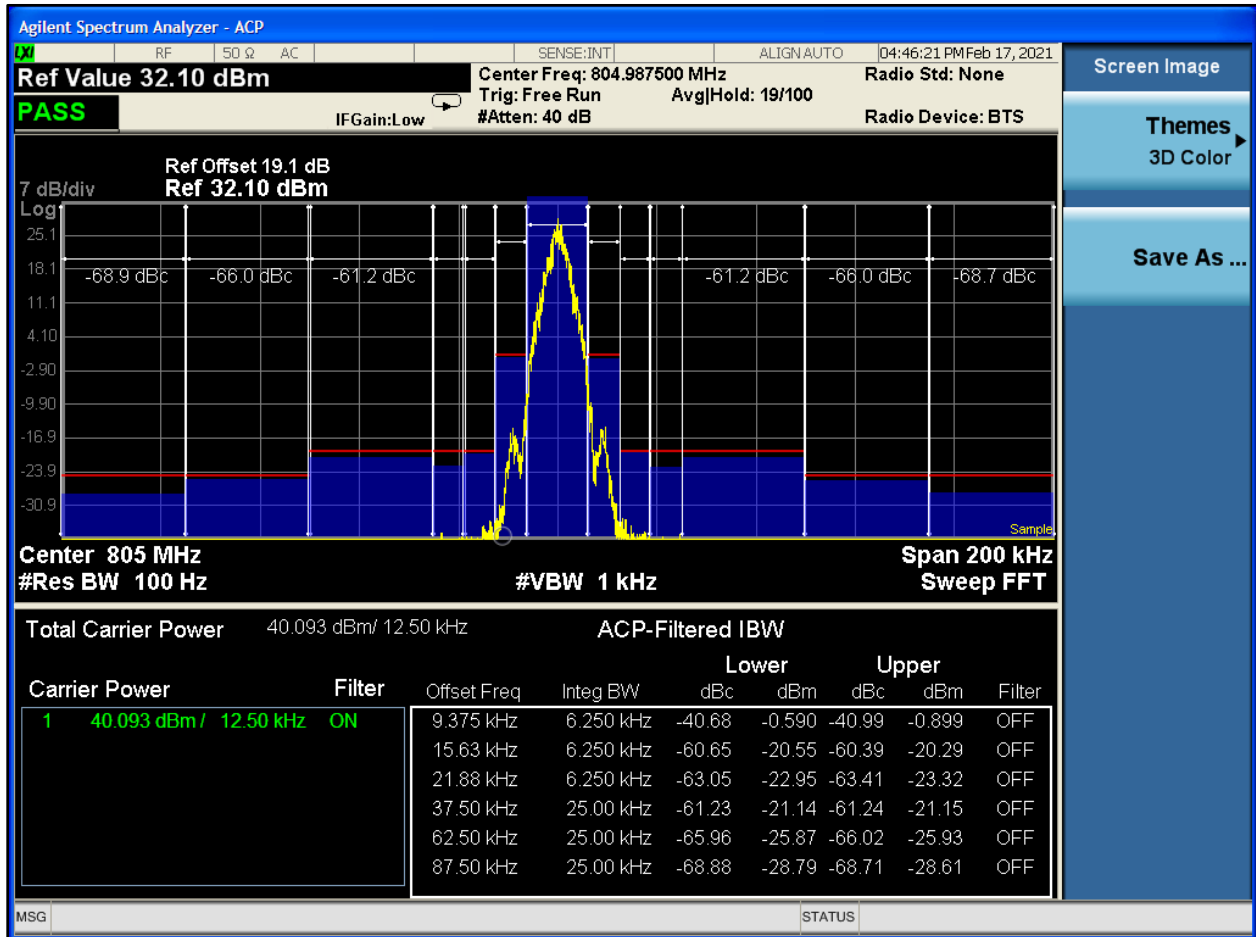 Agilent Spectrum Analyzer - ACP
LXI RF 50 Ω AC SENSE:INT ALIGN AUTO 04:46:21 PM Feb 17, 2021
Ref Value 32.10 dBm
Center Freq: 804.987500 MHz
Radio Std: None
Trig: Free Run Avg|Hold: 19/100
PASS
IFGain:Low
#Atten: 40 dB
Radio Device: BTS
Ref Offset 19.1 dB
7 dB/div Ref 32.10 dBm
Log
25.1
18.1
-68.9 dBc -66.0 dBc -61.2 dBc -61.2 dBc -66.0 dBc -68.7 dBc
11.1
4.10
-2.90
-9.90
-16.9
-23.9
-30.9
Sample
Center 805 MHz Span 200 kHz
#Res BW 100 Hz #VBW 1 kHz Sweep FFT
Total Carrier Power 40.093 dBm/ 12.50 kHz ACP-Filtered IBW
Lower Upper
Carrier Power Filter Offset Freq Integ BW dBc dBm dBc dBm Filter
1 40.093 dBm / 12.50 kHz ON 9.375 kHz 6.250 kHz -40.68 -0.590 -40.99 -0.899 OFF
15.63 kHz 6.250 kHz -60.65 -20.55 -60.39 -20.29 OFF
21.88 kHz 6.250 kHz -63.05 -22.95 -63.41 -23.32 OFF
37.50 kHz 25.00 kHz -61.23 -21.14 -61.24 -21.15 OFF
62.50 kHz 25.00 kHz -65.96 -25.87 -66.02 -25.93 OFF
87.50 kHz 25.00 kHz -68.88 -28.79 -68.71 -28.61 OFF
MSG STATUS
Screen Image
Themes
3D Color
Save As ...